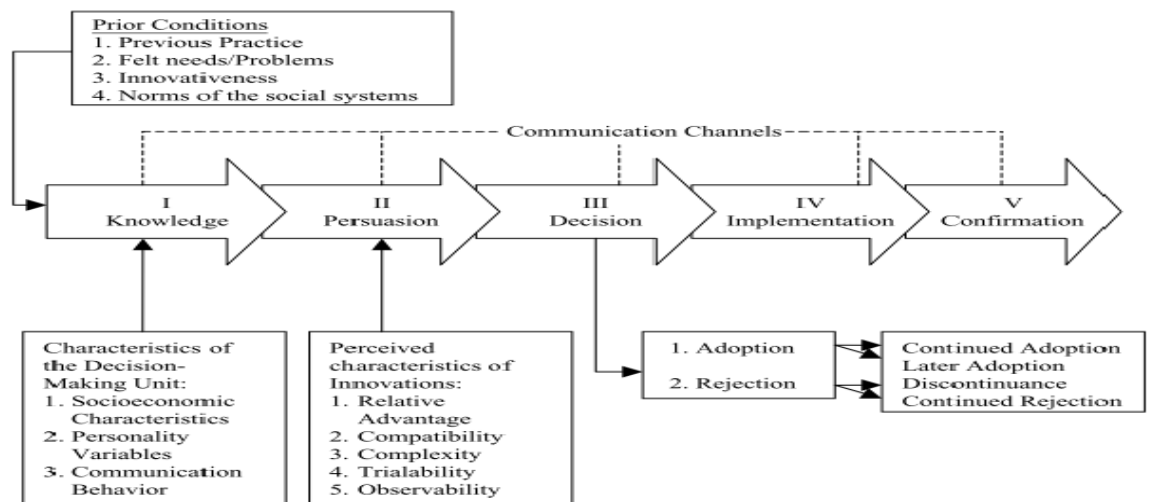 Prior Conditions
1. Previous Practice
2. Felt needs/Problems
3. Innovativeness
4. Norms of the social systems
Communication Channels
I
Knowledge
II
Persuasion
III
Decision
IV
Implementation
V
Confirmation
Characteristics of
the Decision-
Making Unit:
1. Socioeconomic
Characteristics
2. Personality
Variables
3. Communication
Behavior
Perceived
characteristics of
Innovations:
1. Relative
Advantage
2. Compatibility
3. Complexity
4. Trialability
5. Observability
1. Adoption
2. Rejection
Continued Adoption
Later Adoption
Discontinuance
Continued Rejection